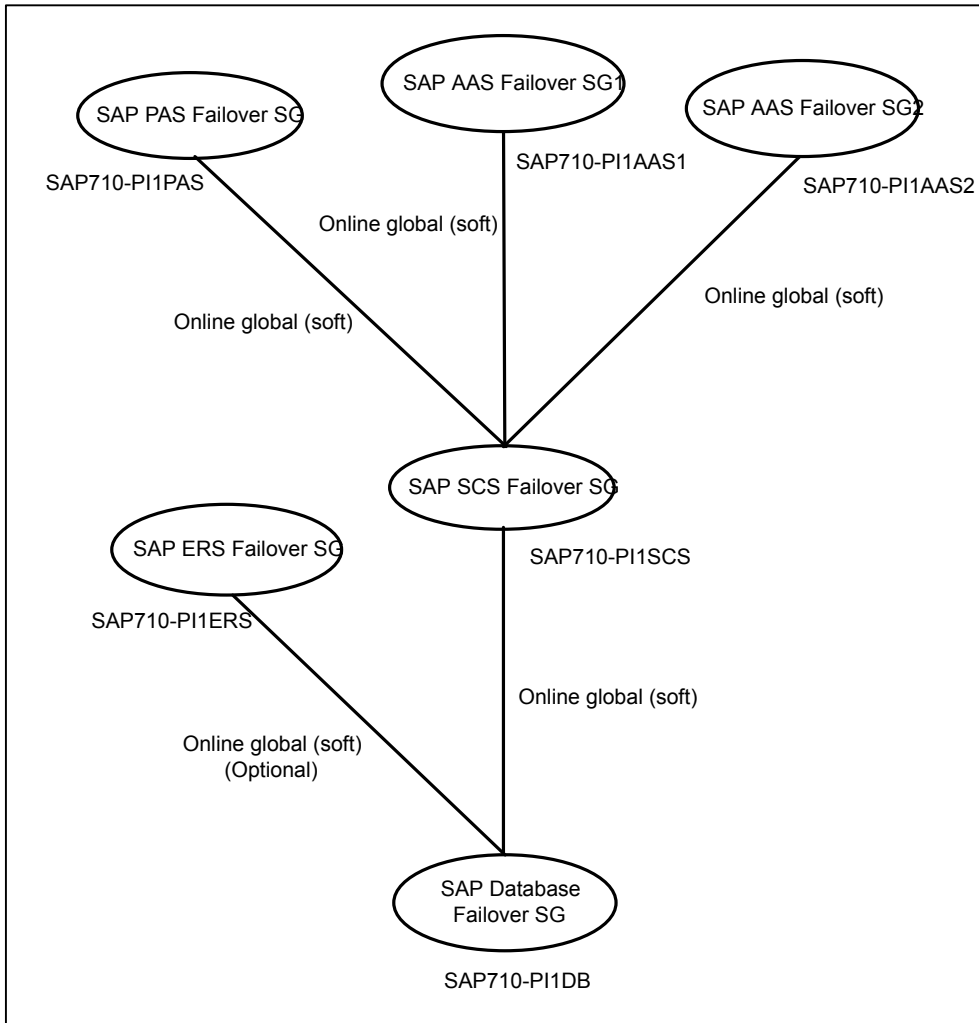 SAP PAS Failover SG
SAP AAS Failover SG1
SAP AAS Failover SG2
SAP710-PI1PAS
SAP710-PI1AAS1
SAP710-PI1AAS2
Online global (soft)
Online global (soft)
Online global (soft)
SAP SCS Failover SG
SAP710-PI1SCS
SAP ERS Failover SG
SAP710-PI1ERS
Online global (soft)
Online global (soft)
(Optional)
SAP Database
Failover SG
SAP710-PI1DB